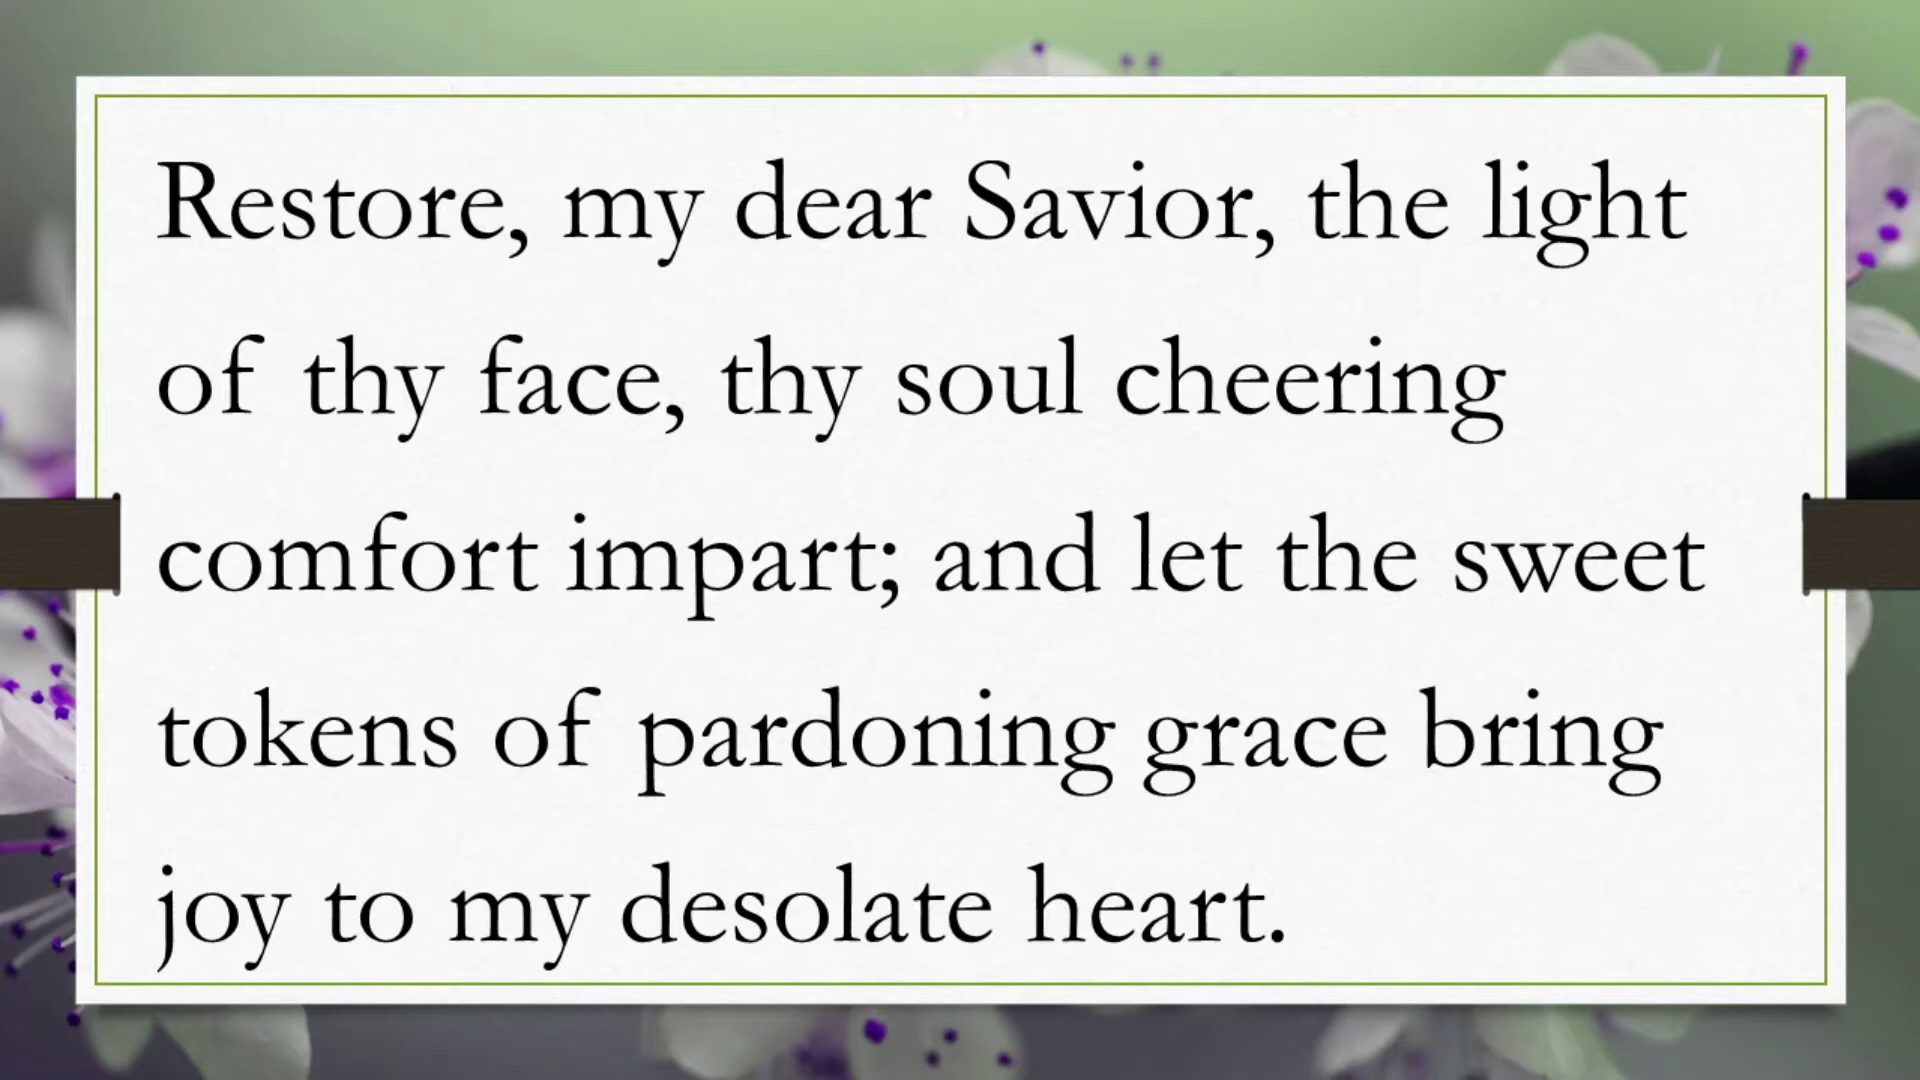 Restore, my dear Savior, the light
of thy face, thy soul cheering
comfort impart; and let the sweet
tokens of pardoning grace bring
joy to my desolate heart.